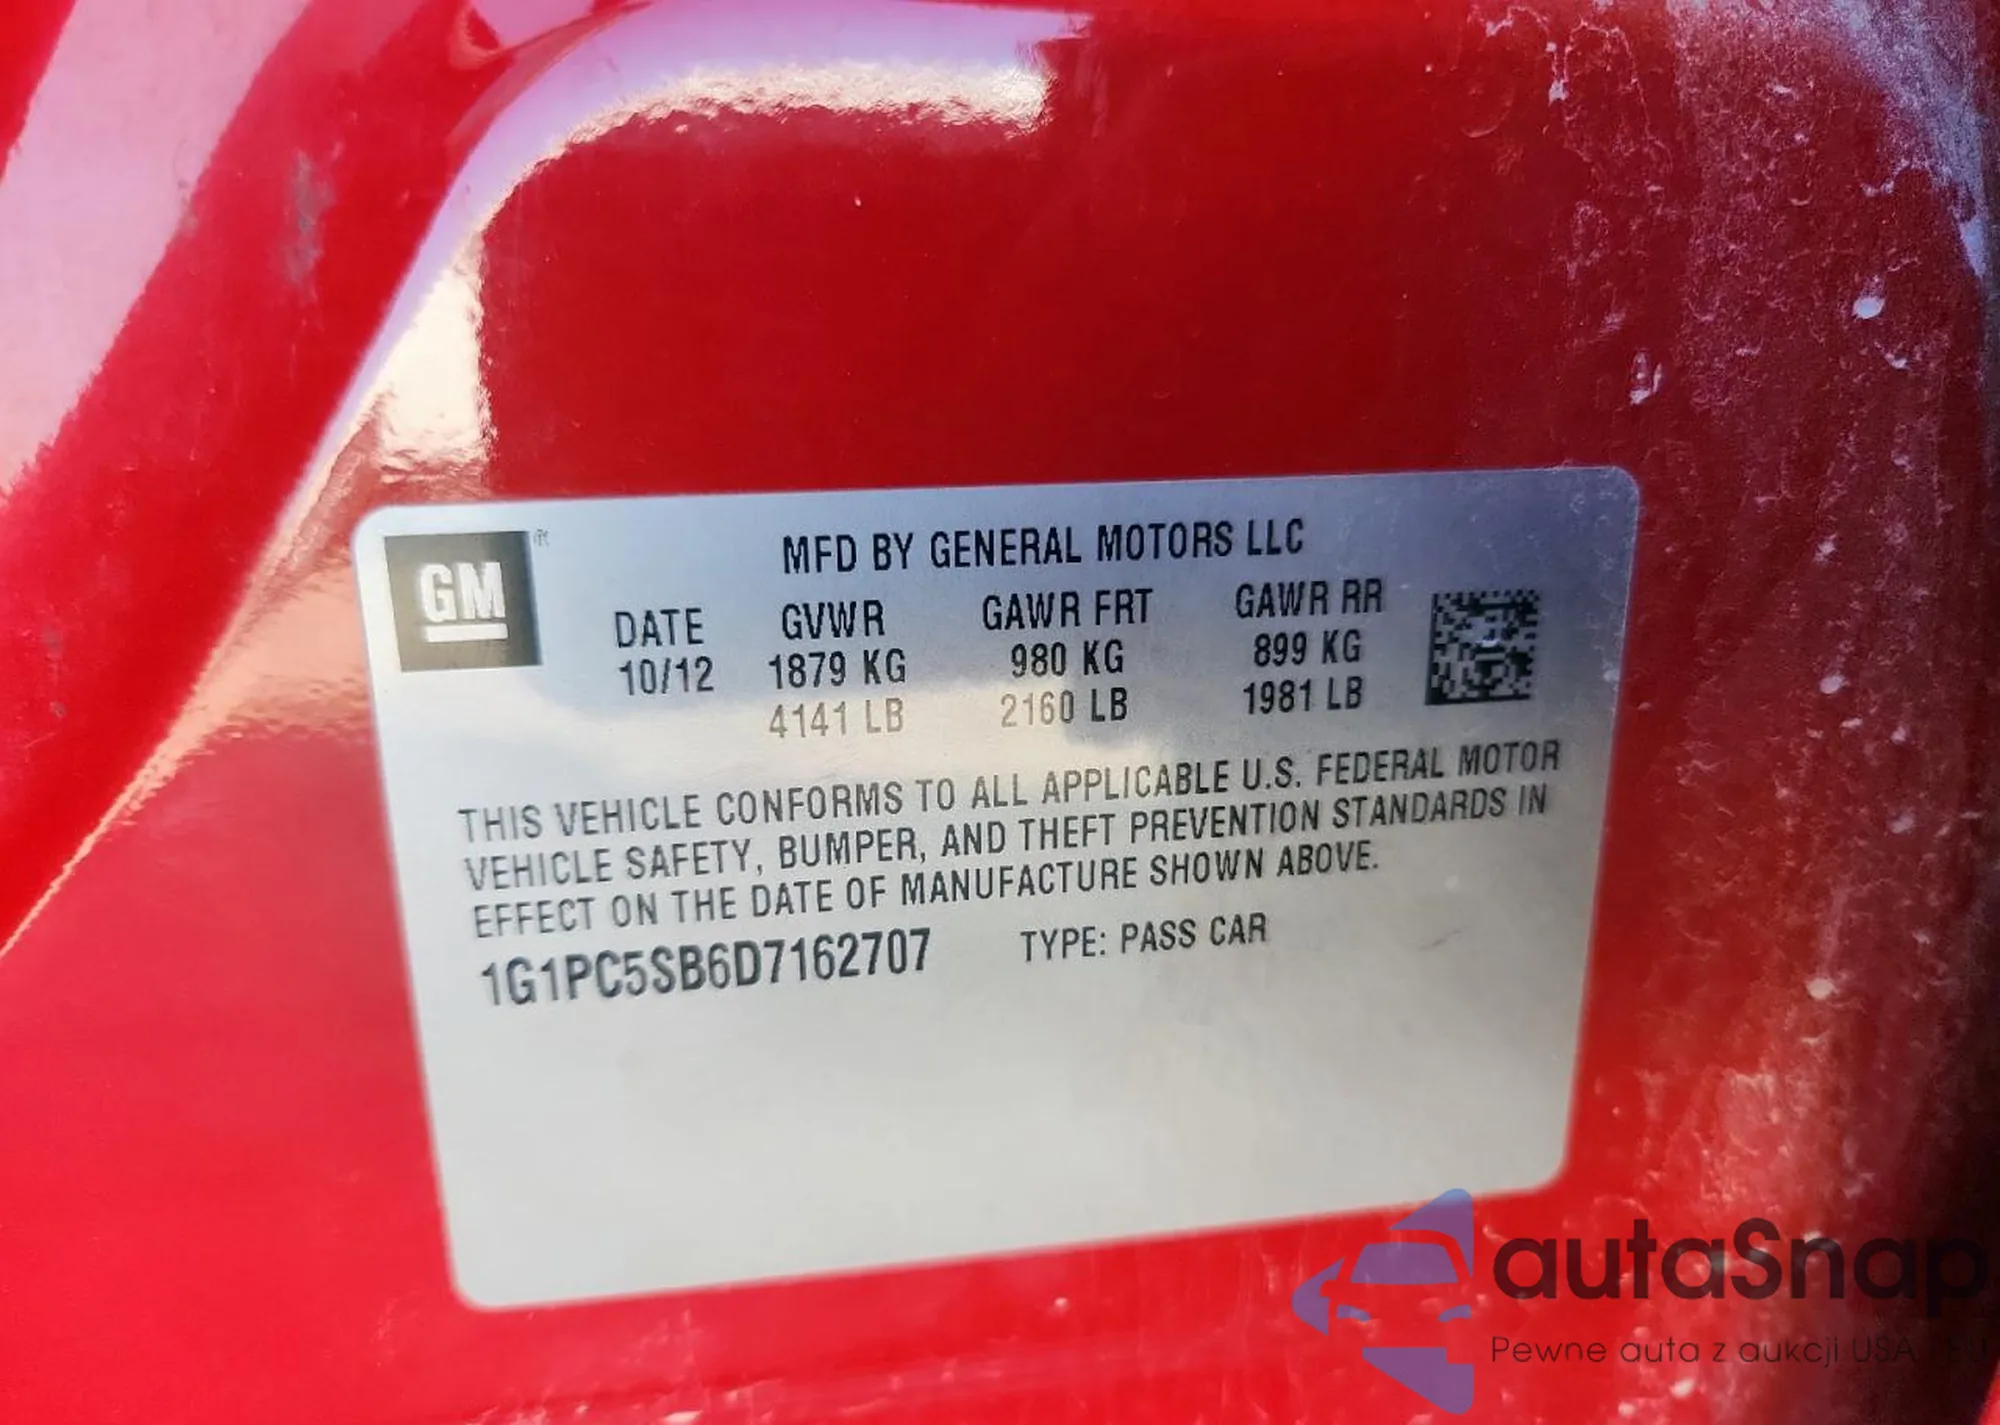 GM
MFD BY GENERAL MOTORS LLC
DATE GVWR GAWR FRT GAWR RR
10/12 1879 KG 980 KG 899 KG
4141 LB 2160 LB 1981 LB
THIS VEHICLE CONFORMS TO ALL APPLICABLE U.S. FEDERAL MOTOR
VEHICLE SAFETY, BUMPER, AND THEFT PREVENTION STANDARDS IN
EFFECT ON THE DATE OF MANUFACTURE SHOWN ABOVE.
1G1PC5SB6D7162707 TYPE: PASS CAR
autaSnap
Pewne auta z aukcji USA EU